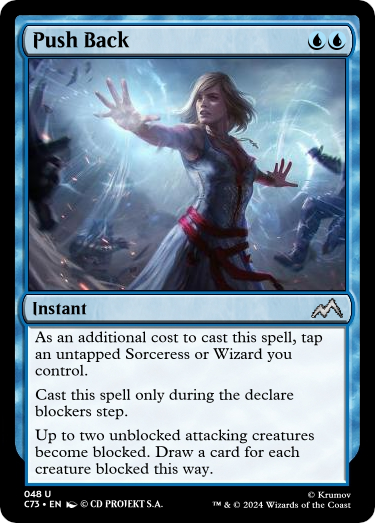 Push Back
Instant
As an additional cost to cast this spell, tap
an untapped Sorceress or Wizard you
control.
Cast this spell only during the declare
blockers step.
Up to two unblocked attacking creatures
become blocked. Draw a card for each
creature blocked this way.
048 U
C73 • EN CD PROJEKT S.A.
© Krumov
™ & © 2024 Wizards of the Coast